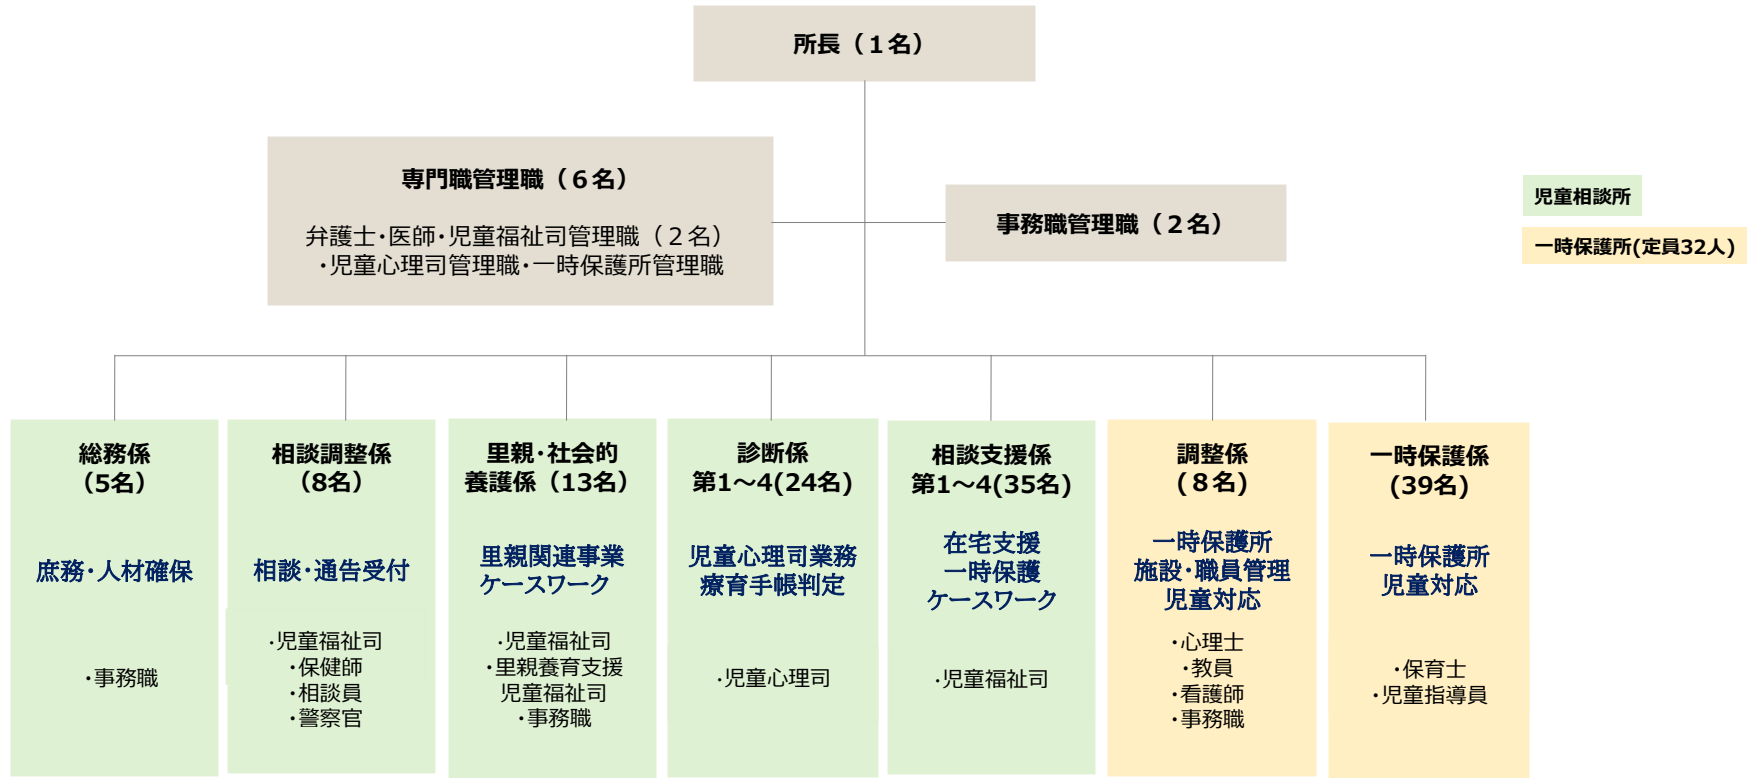 所長（１名）
専門職管理職（６名）
弁護士・医師・児童福祉司管理職（２名）
・児童心理司管理職・一時保護所管理職
事務職管理職（２名）
児童相談所
一時保護所(定員32人)
総務係
（5名）
庶務・人材確保
・事務職
相談調整係
（8名）
相談・通告受付
・児童福祉司
・保健師
・相談員
・警察官
里親・社会的
養護係（13名）
里親関連事業
ケースワーク
・児童福祉司
・里親養育支援
児童福祉司
・事務職
診断係
第1～4(24名)
児童心理司業務
療育手帳判定
・児童心理司
相談支援係
第1～4(35名)
在宅支援
一時保護
ケースワーク
・児童福祉司
調整係
(８名)
一時保護所
施設・職員管理
児童対応
・心理士
・教員
・看護師
・事務職
一時保護係
(39名)
一時保護所
児童対応
・保育士
・児童指導員